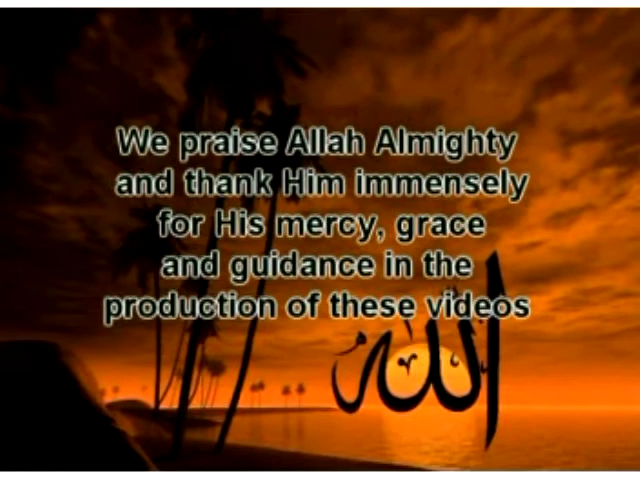 We praise Allah Almighty
and thank Him immensely
for His mercy, grace
and guidance in the
production of these videos
الله